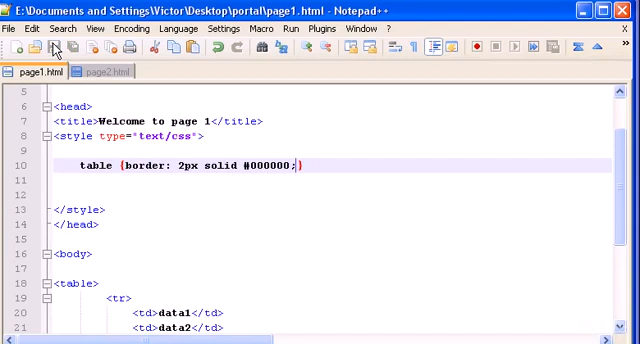 E:\Documents and Settings\Victor\Desktop\portal\page1.html - Notepad++
File Edit Search View Encoding Language Settings Macro Run Plugins Window ? X
page1.html page2.html
5
6 <head>
7 <title>Welcome to page 1</title>
8 <style type="text/css">
9
10 table {border: 2px solid #000000;}
11
12
13 </style>
14 </head>
15
16 <body>
17
18 <table>
19 <tr>
20 <td>data1</td>
21 <td>data2</td>